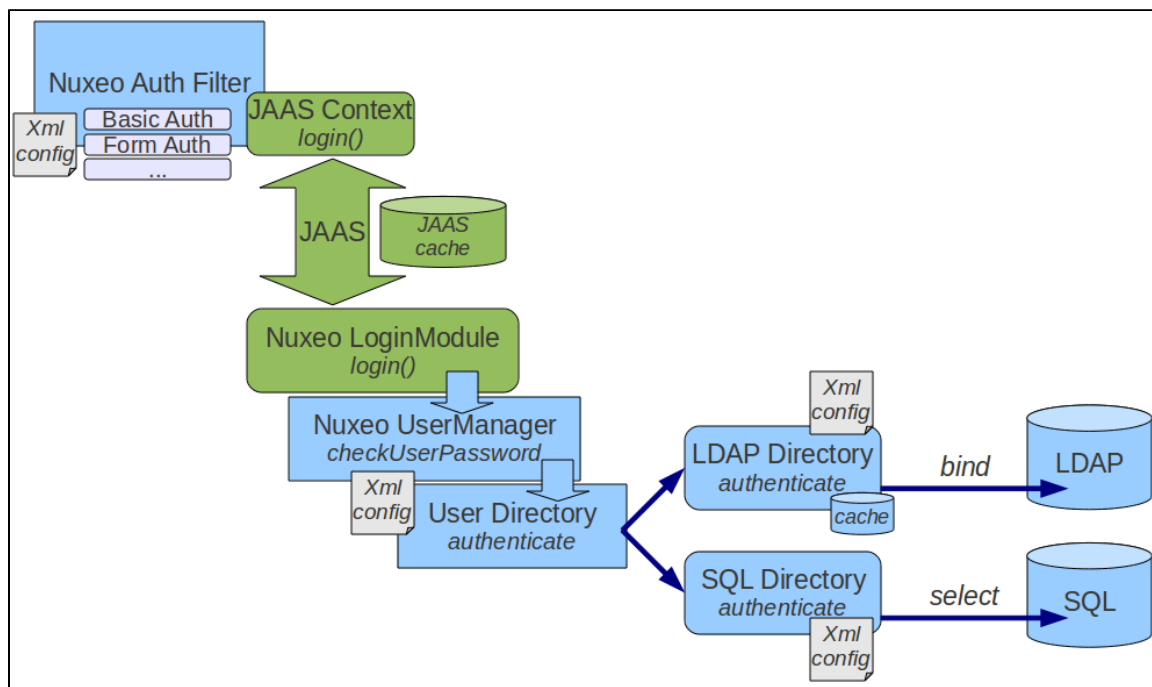 Nuxeo Auth Filter
Basic Auth
Form Auth
...
Xml
config
JAAS Context
login()
JAAS
JAAS
cache
Nuxeo LoginModule
login()
Nuxeo UserManager
checkUserPassword
Xml
config
User Directory
authenticate
Xml
config
LDAP Directory
authenticate
cache
bind
LDAP
SQL Directory
authenticate
Xml
config
select
SQL